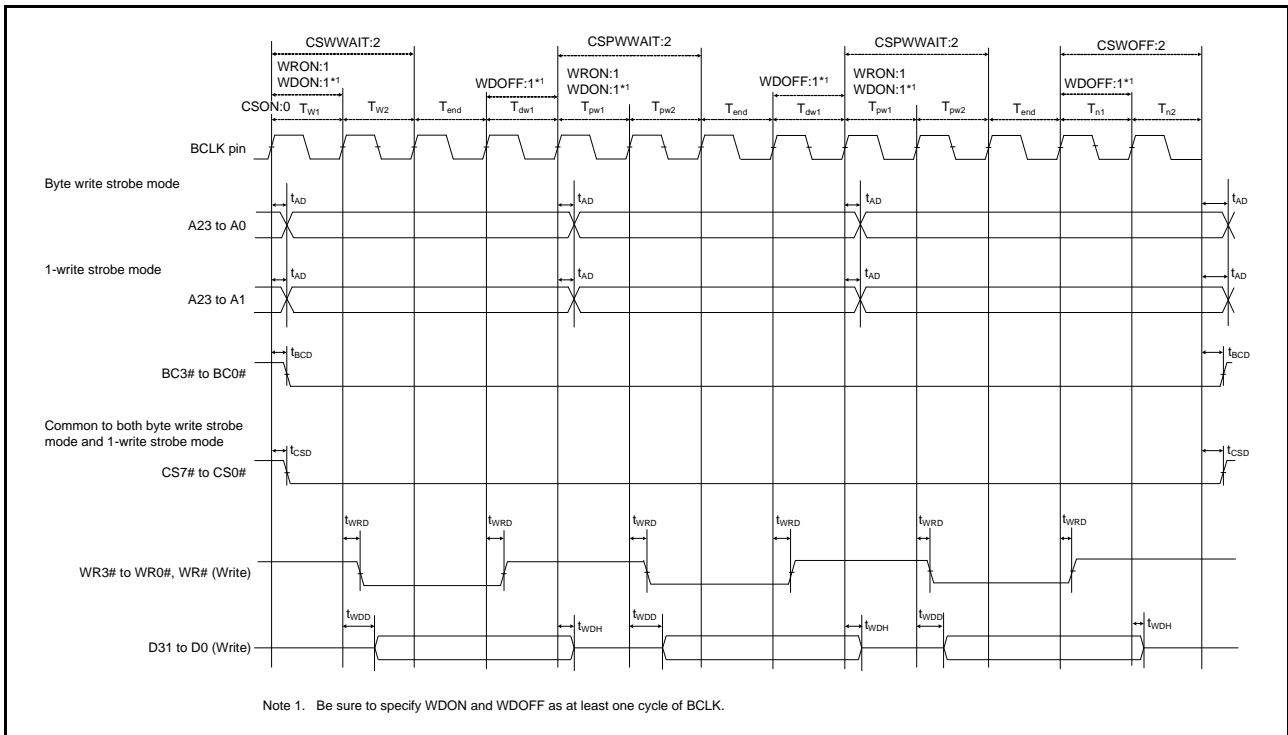 CSWWAIT:2 CSPWWAIT:2 CSPWWAIT:2 CSWOFF:2
WRON:1 WRON:1 WRON:1
WDON:1*1 WDOFF:1*1 WDON:1*1 WDOFF:1*1 WDON:1*1 WDOFF:1*1
CSON:0 TW1 TW2 Tend Tdw1 Tpw1 Tpw2 Tend Tdw1 Tpw1 Tpw2 Tend Tn1 Tn2
BCLK pin
Byte write strobe mode
tAD tAD tAD tAD
A23 to A0
1-write strobe mode
tAD tAD tAD tAD
A23 to A1
tBCD tBCD
BC3# to BC0#
Common to both byte write strobe
mode and 1-write strobe mode
tCSD tCSD
CS7# to CS0#
tWRD tWRD tWRD tWRD tWRD tWRD
WR3# to WR0#, WR# (Write)
tWDD tWDH tWDD tWDH tWDD tWDH
D31 to D0 (Write)
Note 1. Be sure to specify WDON and WDOFF as at least one cycle of BCLK.